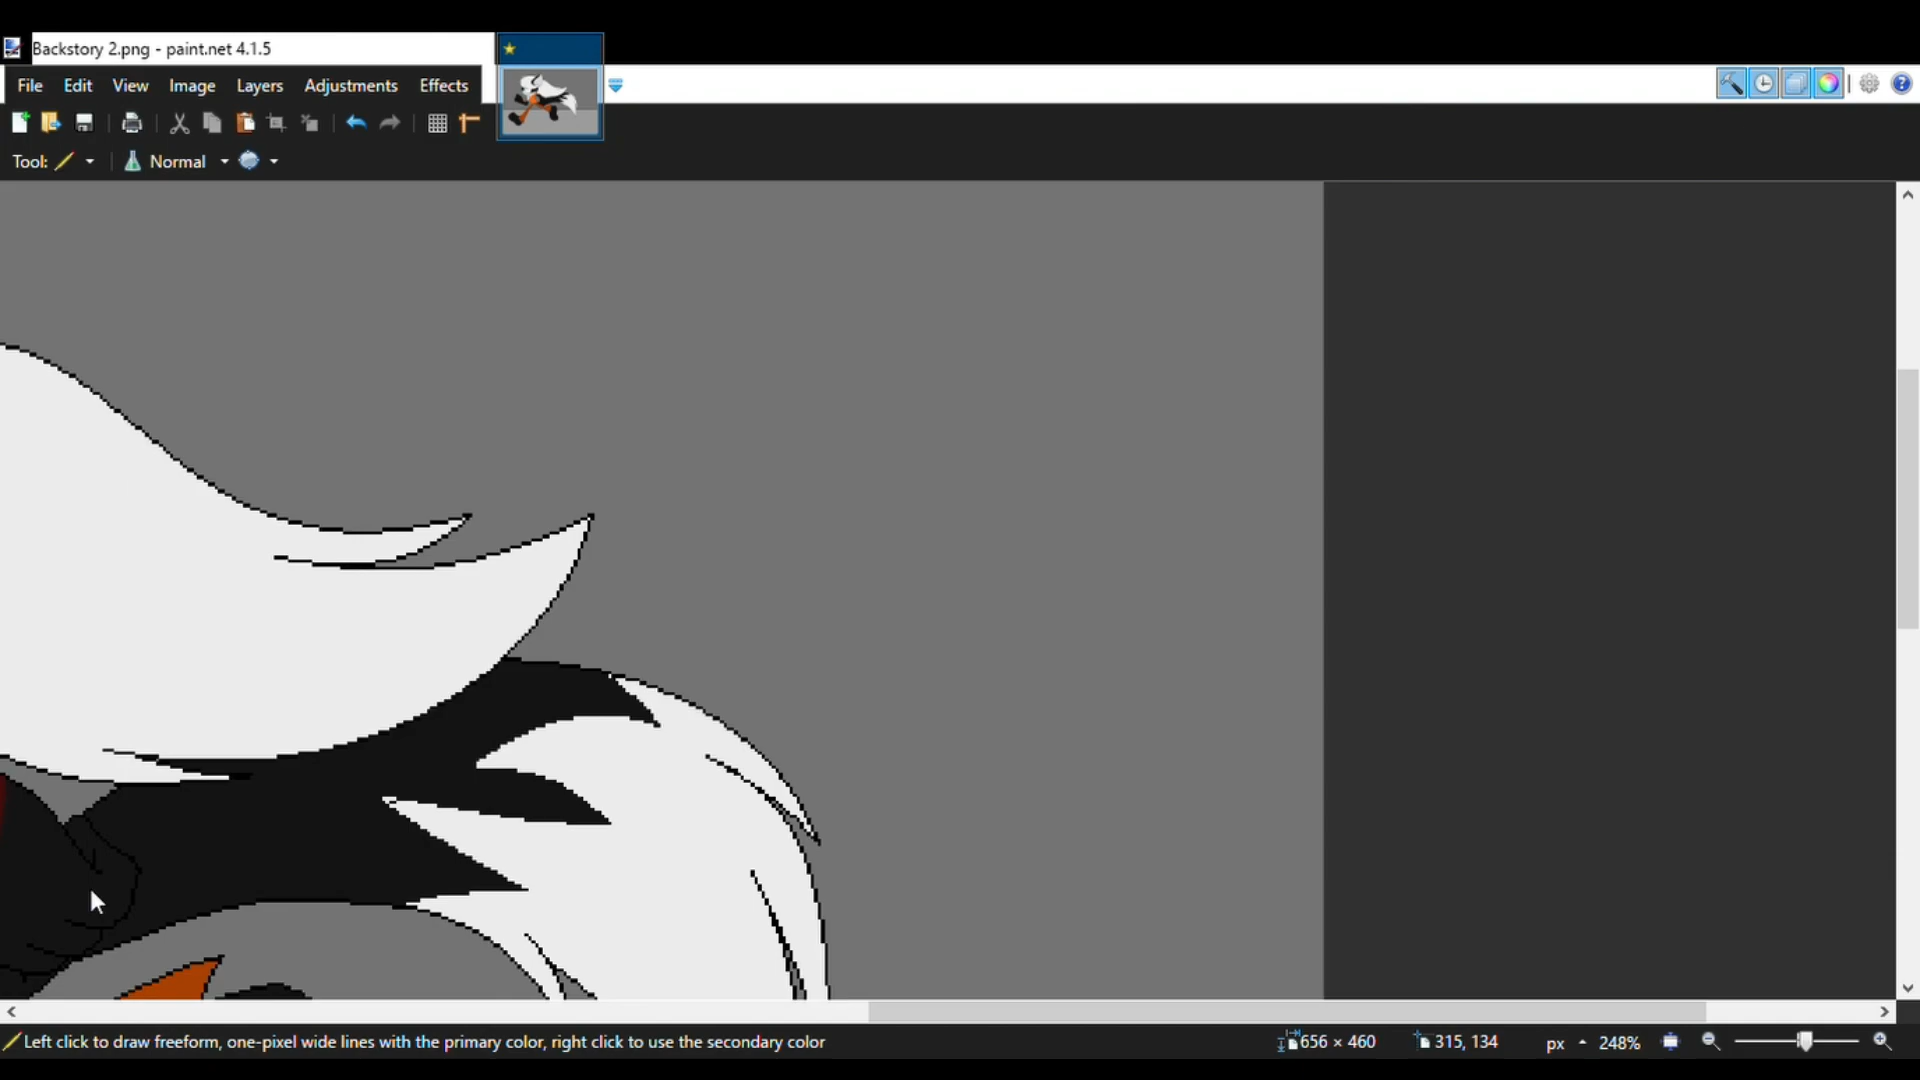 Backstory 2.png - paint.net 4.1.5
File Edit View Image Layers Adjustments Effects
Tool: Normal
Left click to draw freeform, one-pixel wide lines with the primary color, right click to use the secondary color 656 × 460 315, 134 px 248%